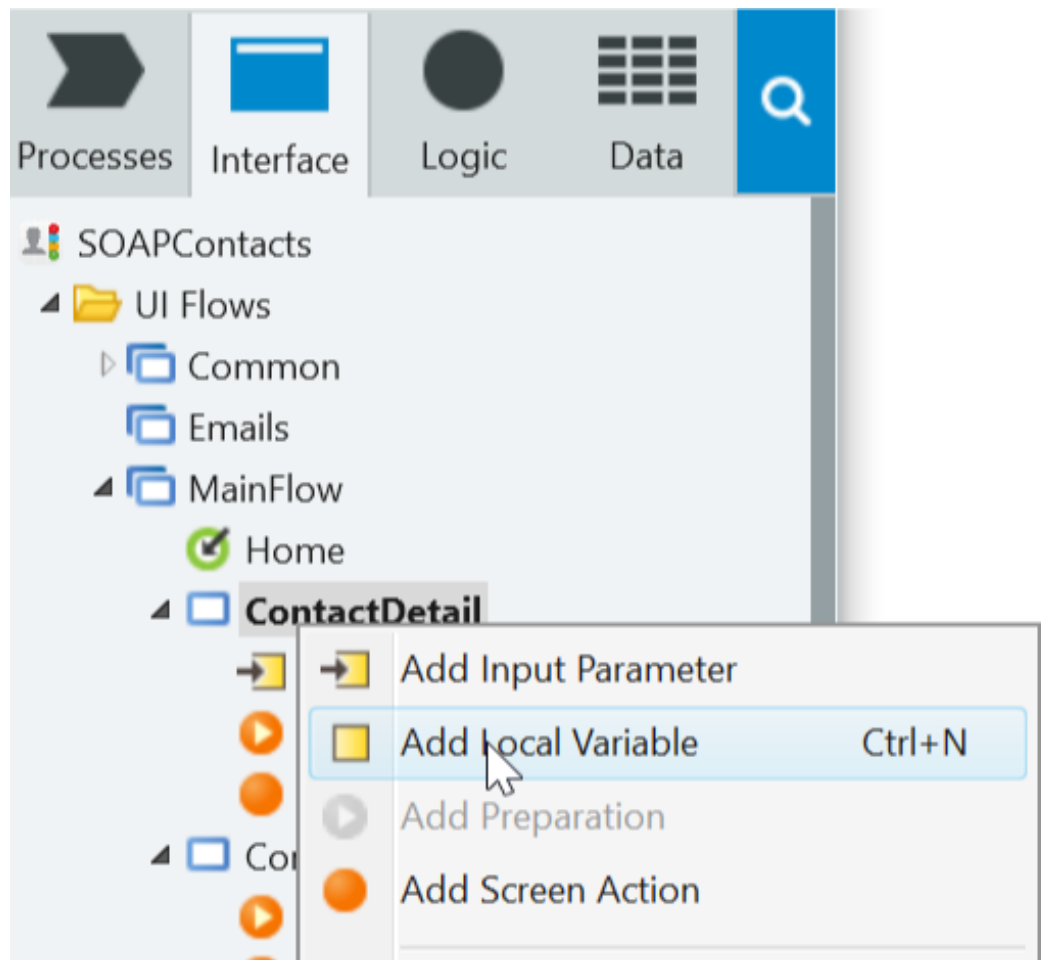 Processes Interface Logic Data
SOAPContacts
UI Flows
Common
Emails
MainFlow
Home
ContactDetail
Add Input Parameter
Add Local Variable Ctrl+N
Add Preparation
Con
Add Screen Action